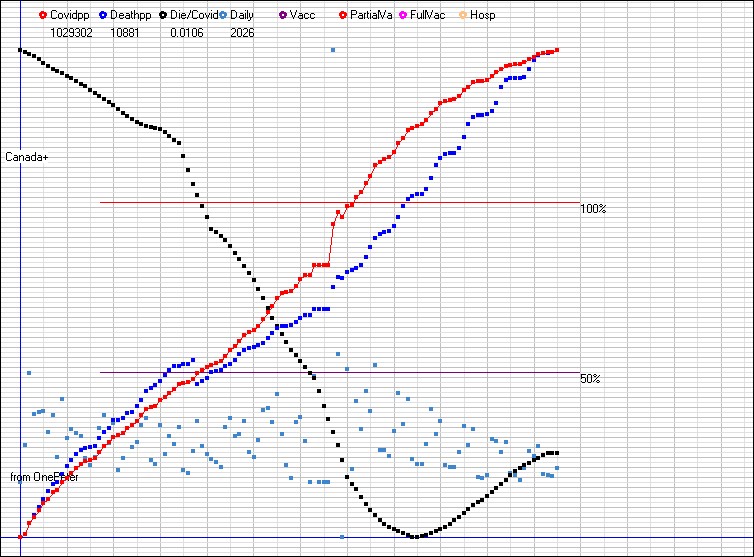 Covidpp Deathpp Die/Covid Daily Vacc PartialVa FullVac Hosp
1029302 10881 0.0106 2026
Canada+
100%
50%